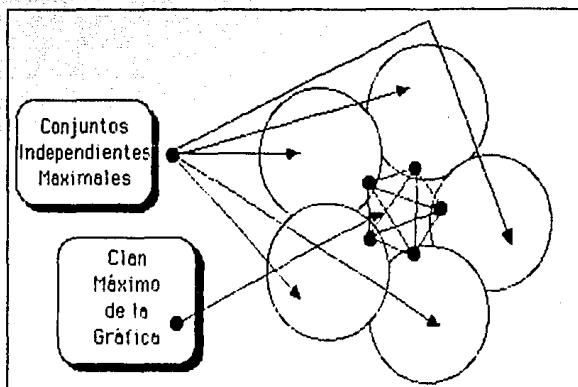 Conjuntos
Independientes
Maximales
Clan
Máximo
de la
Gráfica